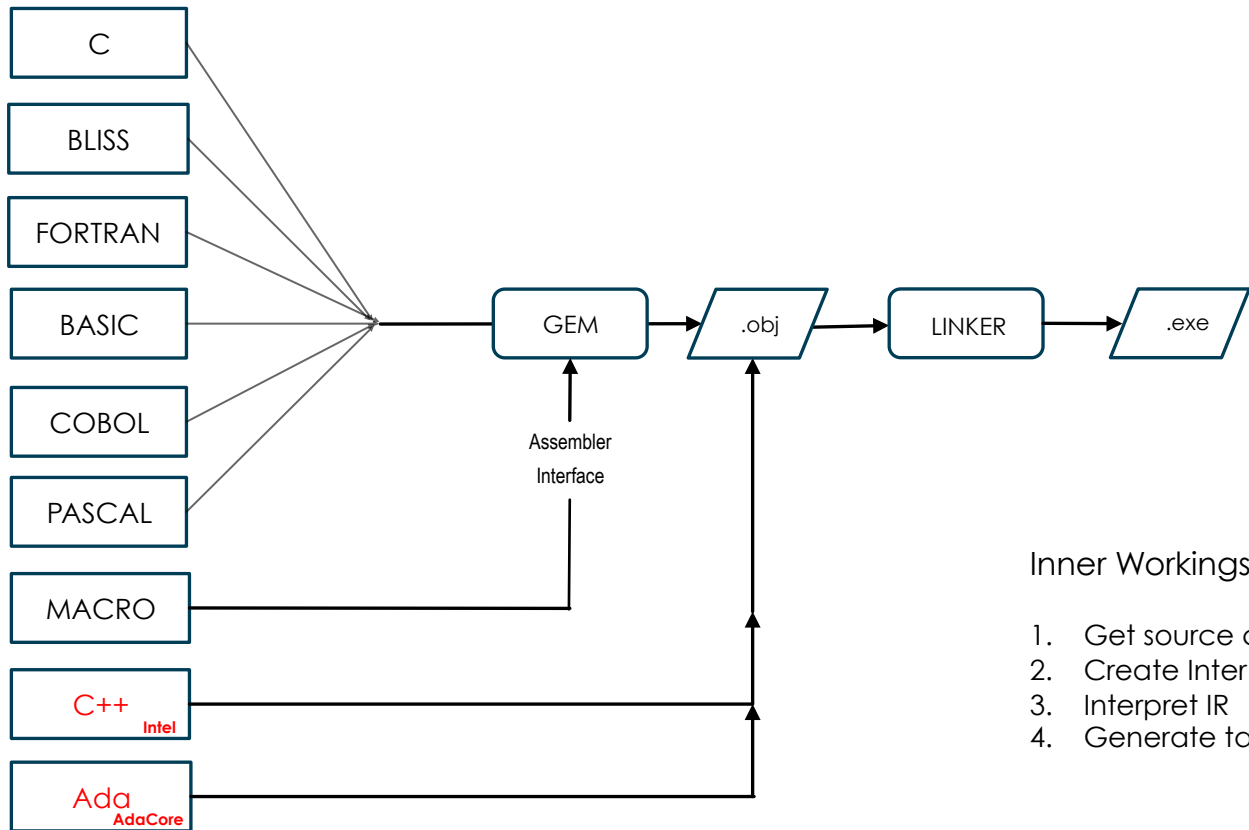 C
BLISS
FORTRAN
BASIC
COBOL
PASCAL
MACRO
C++
Intel
Ada
AdaCore
GEM
.obj
LINKER
.exe
Assembler
Interface
Inner Workings
1. Get source
2. Create Inter
3. Interpret IR
4. Generate